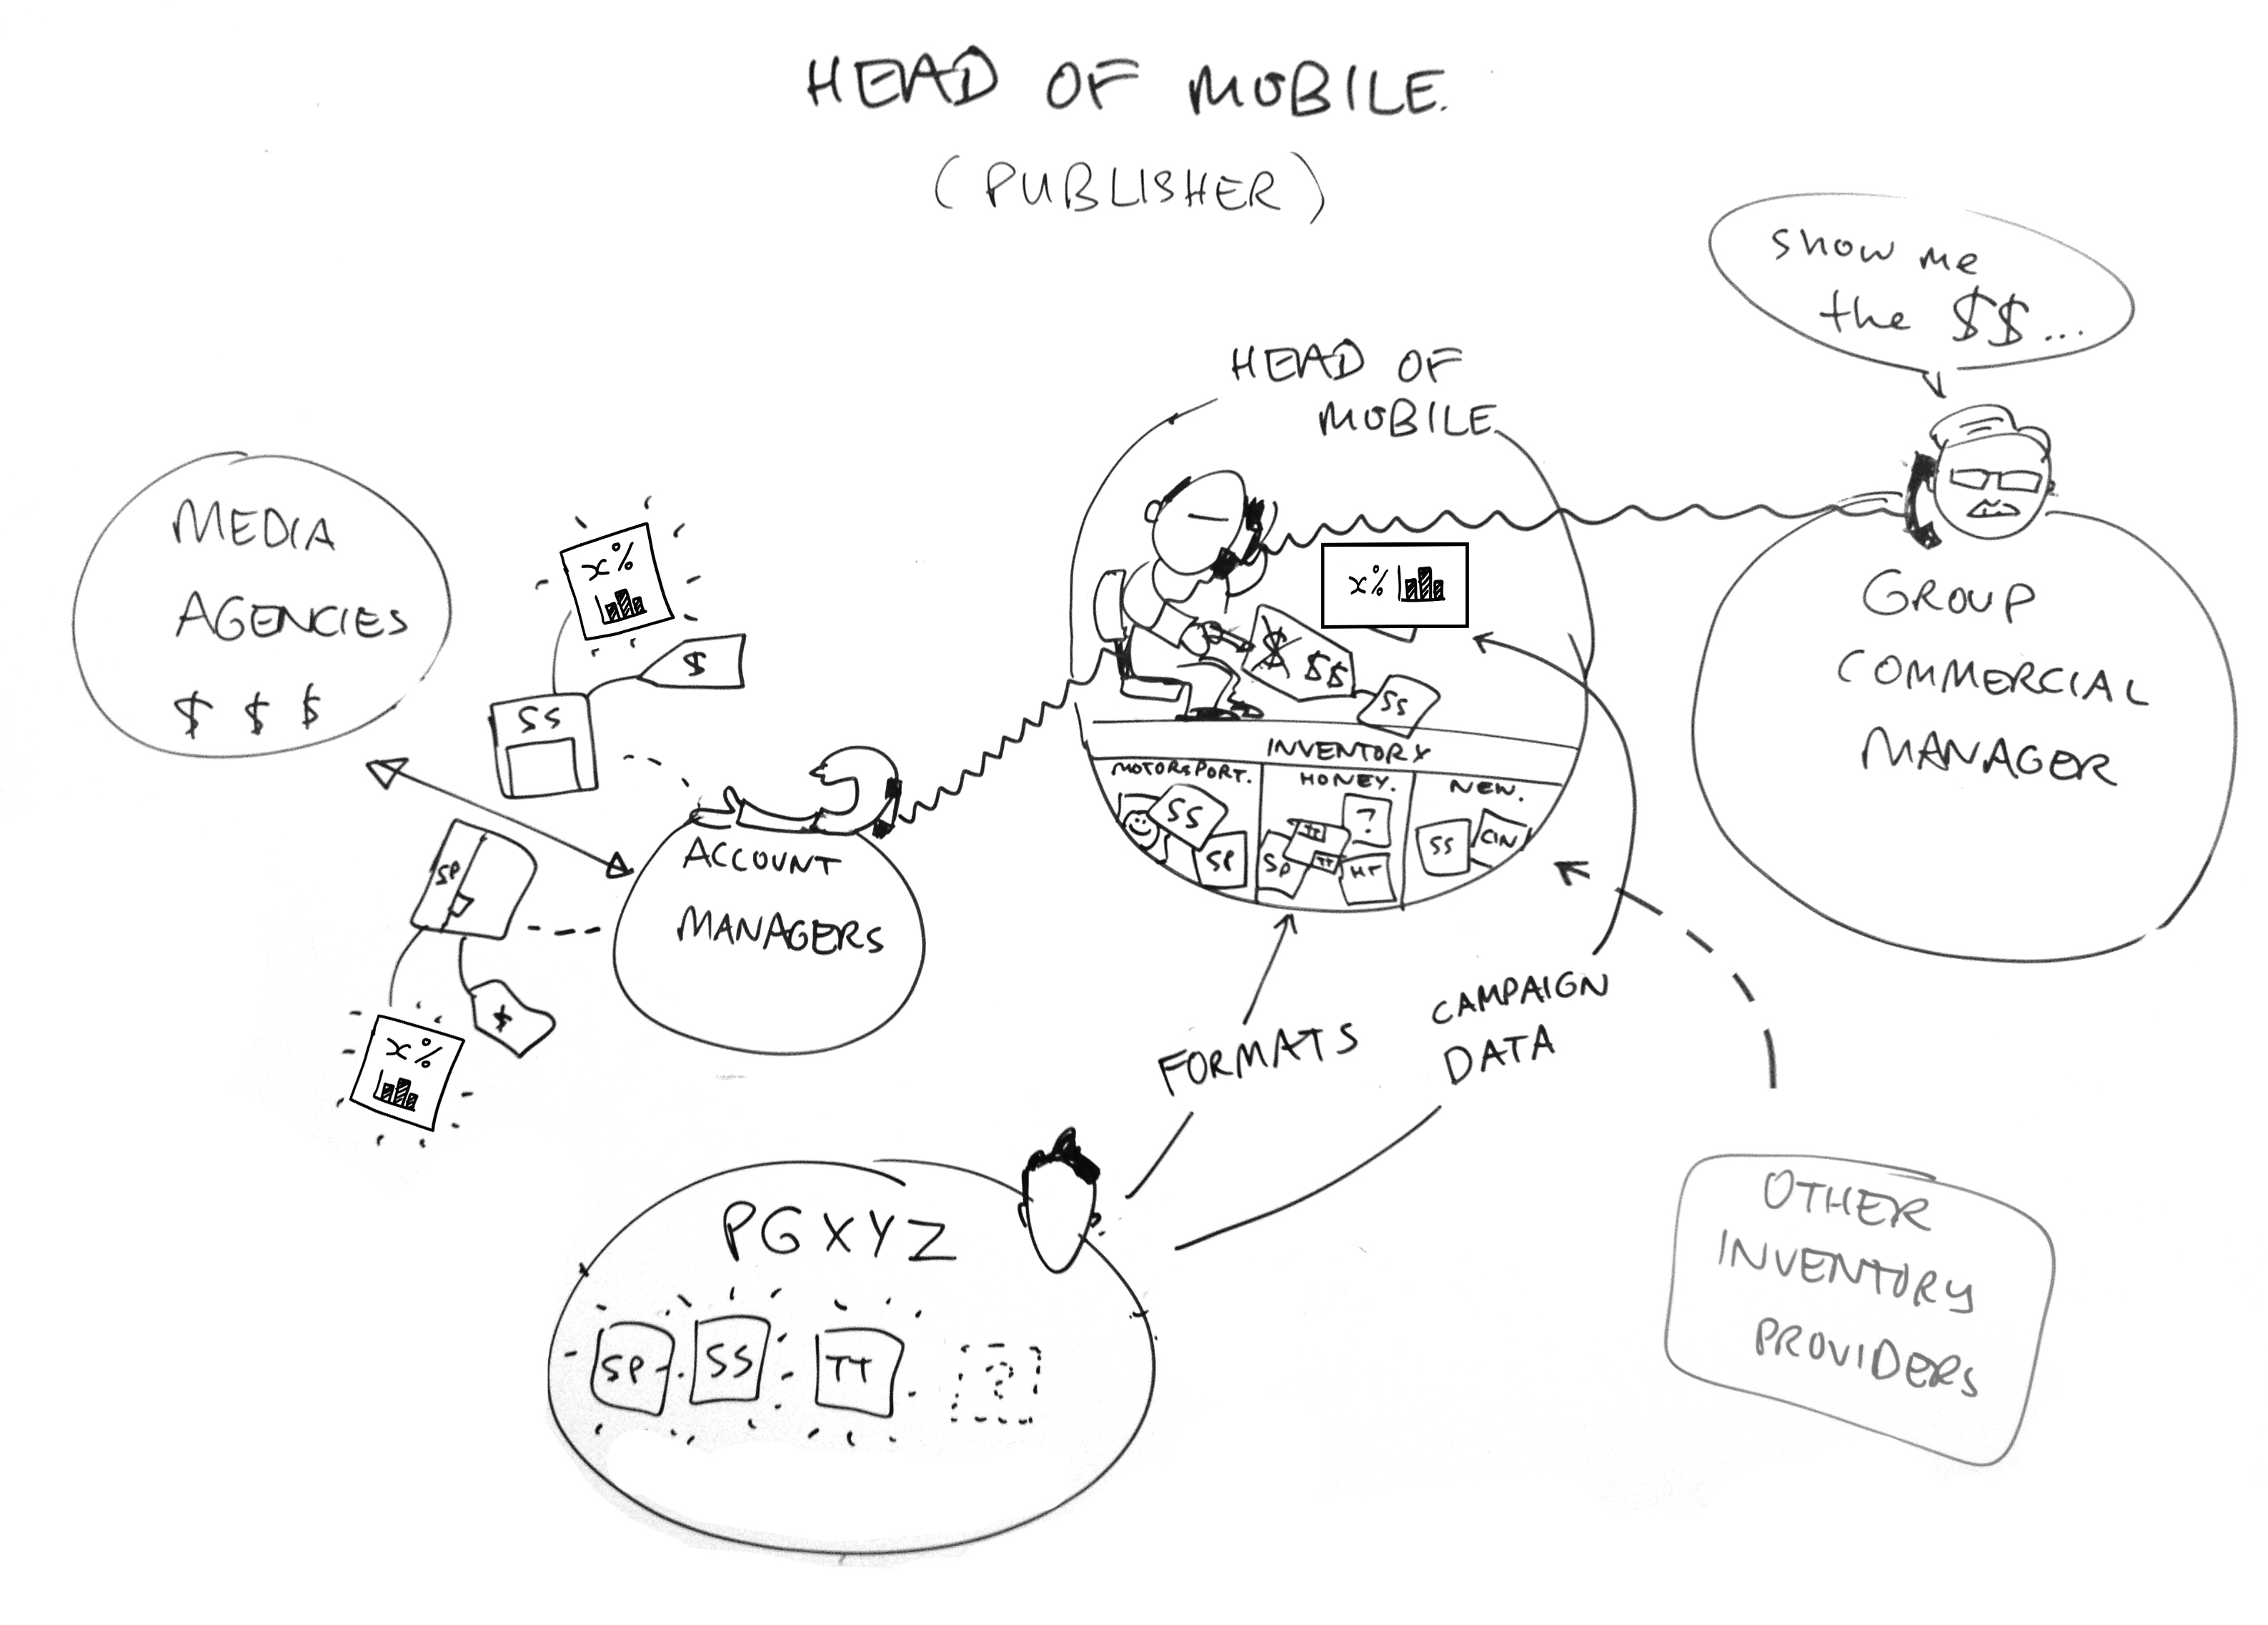 HEAD OF MOBILE.
(PUBLISHER)
show me
the $$...
HEAD OF
MOBILE
MEDIA
AGENCIES
$ $ $
x%
$
SS
x%
$ $$
SS
GROUP
COMMERCIAL
MANAGER
INVENTORY
MOTORSPORT.
HONEY.
NEW.
SS
SP
TT
?
SP
TT
HT
SS
CIN
ACCOUNT
MANAGERS
SP
$
x%
FORMATS
CAMPAIGN
DATA
PGXYZ
SP
SS
TT
?
OTHER
INVENTORY
PROVIDERS